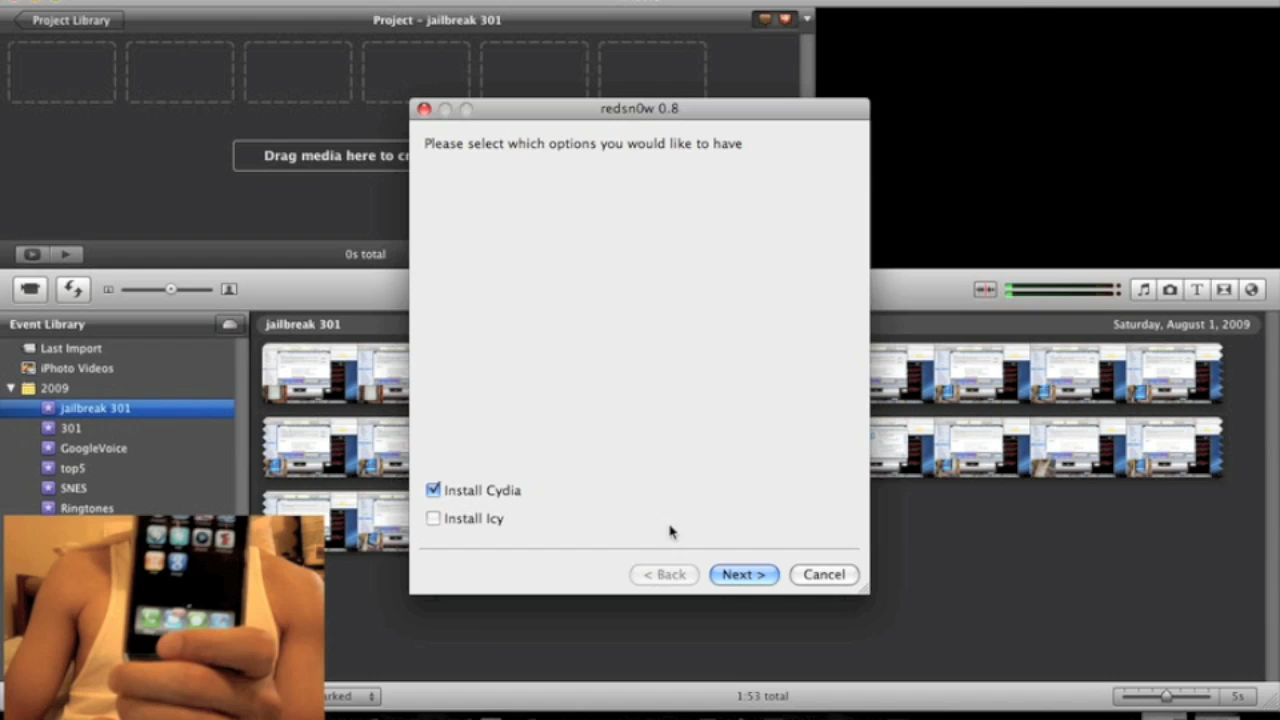 Project Library
Project - jailbreak 301
Drag media here to cr
0s total
redsn0w 0.8
Please select which options you would like to have
Install Cydia
Install Icy
< Back
Next >
Cancel
Event Library
Last Import
iPhoto Videos
2009
jailbreak 301
301
GoogleVoice
top5
SNES
Ringtones
jailbreak 301
Saturday, August 1, 2009
T
rked
1:53 total
5s